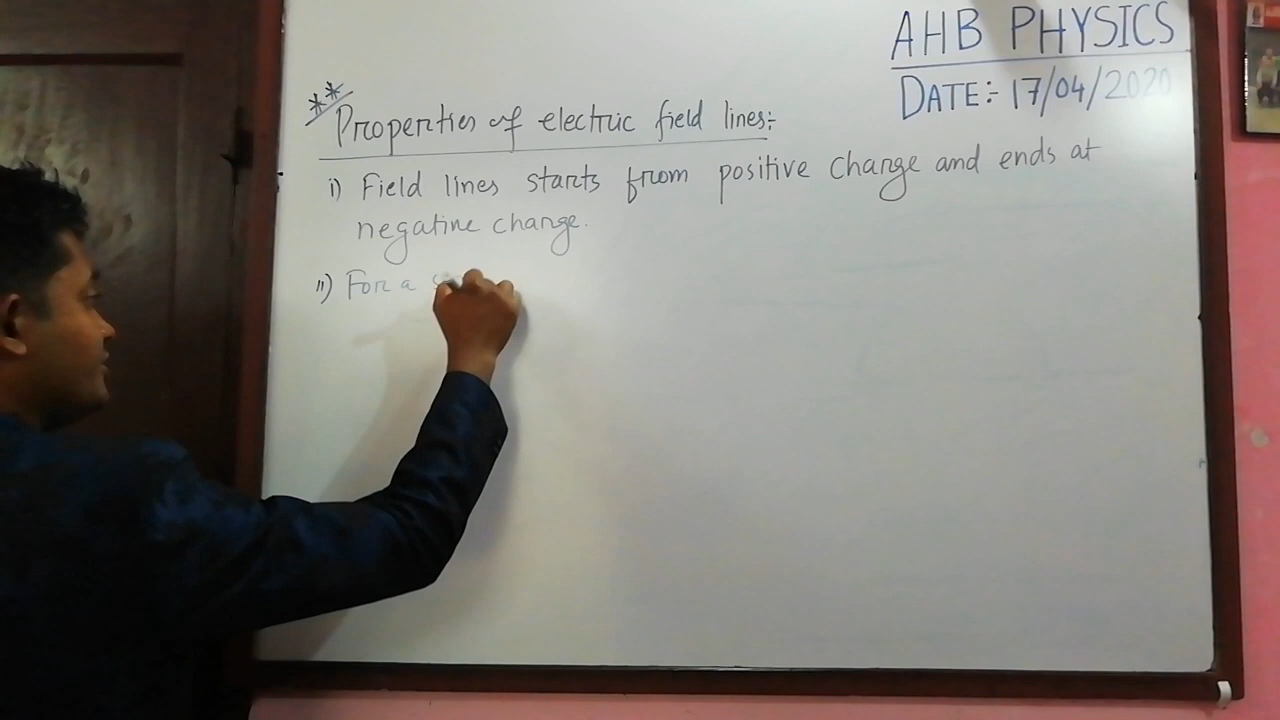 AHB PHYSICS
DATE:- 17/04/2020
** Properties of electric field lines:-
i) Field lines starts from positive charge and ends at
negative charge.
ii) For a